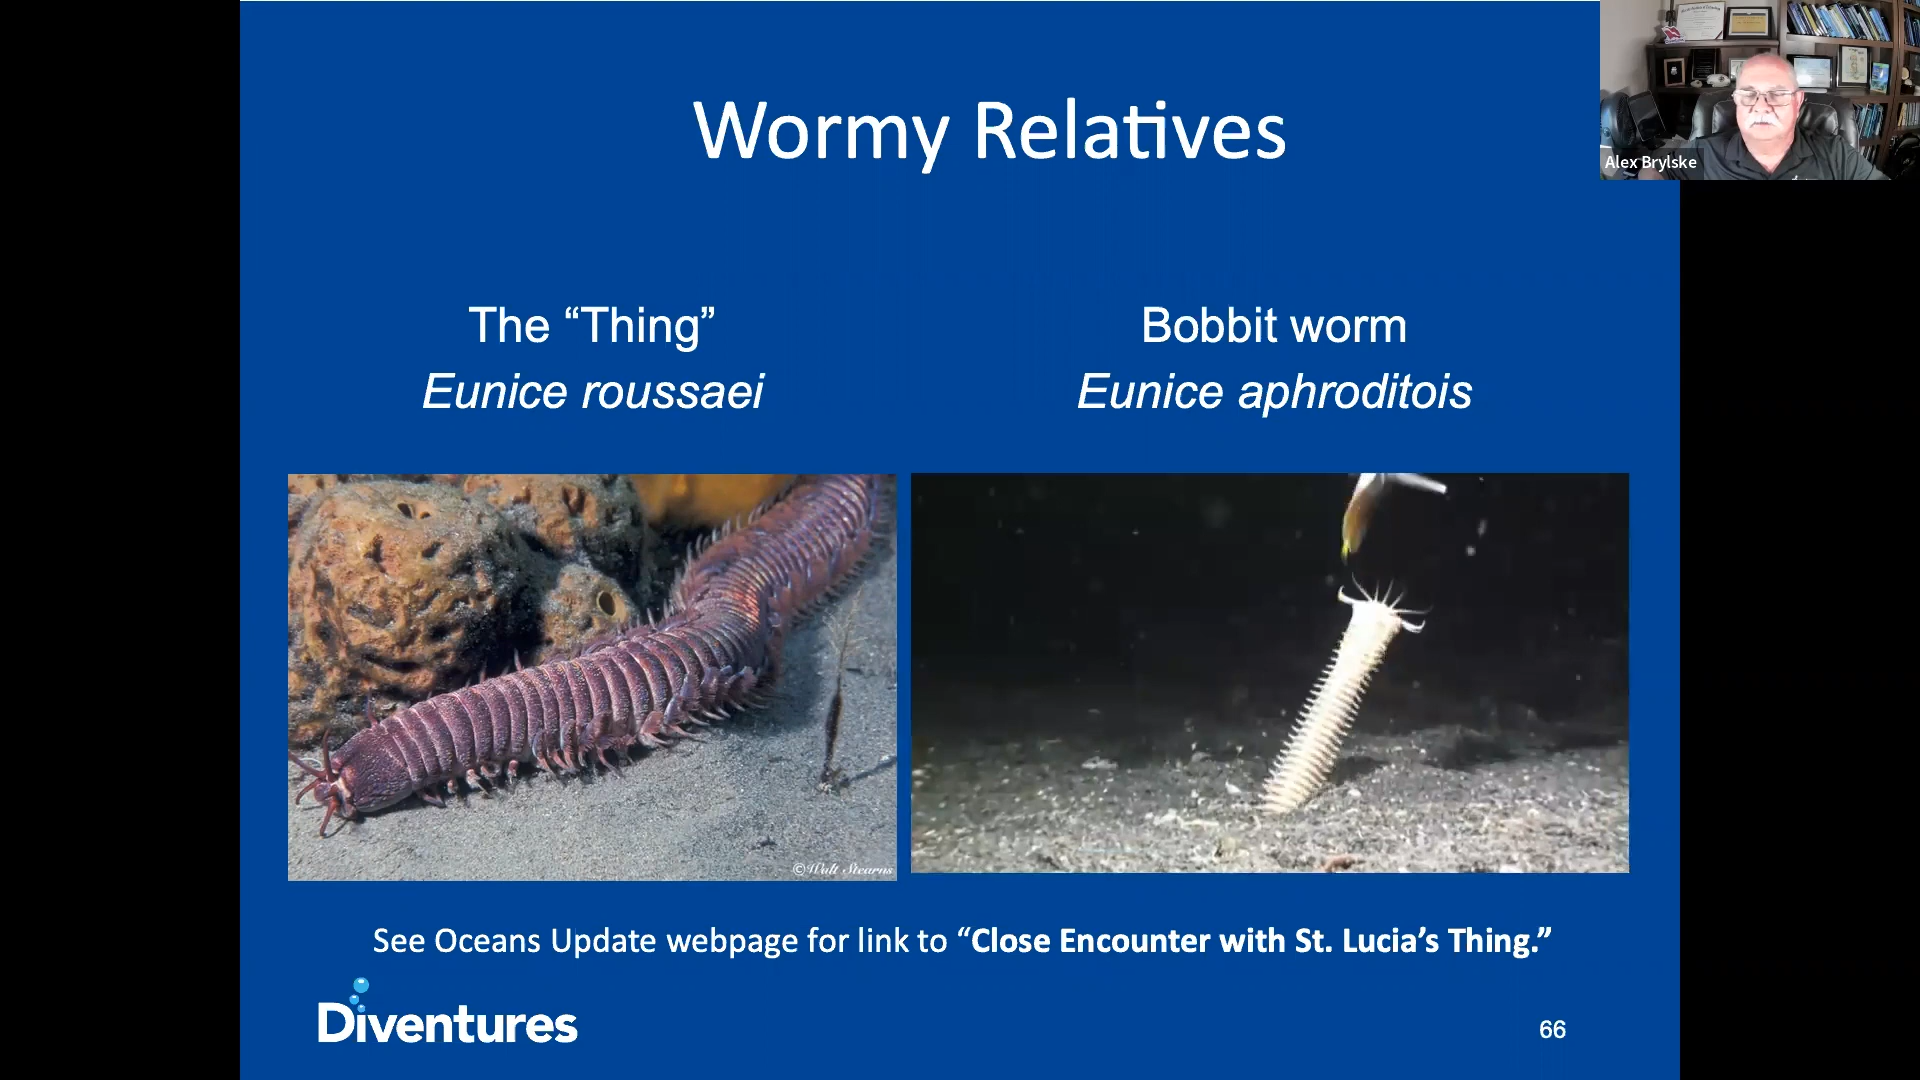 Wormy Relatives
Alex Brylske
The “Thing”
Eunice roussaei
Bobbit worm
Eunice aphroditois
©Walt Stearns
See Oceans Update webpage for link to “Close Encounter with St. Lucia’s Thing.”
Diventures
66